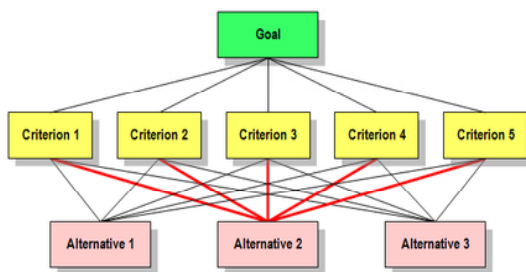 Goal
Criterion 1
Criterion 2
Criterion 3
Criterion 4
Criterion 5
Alternative 1
Alternative 2
Alternative 3